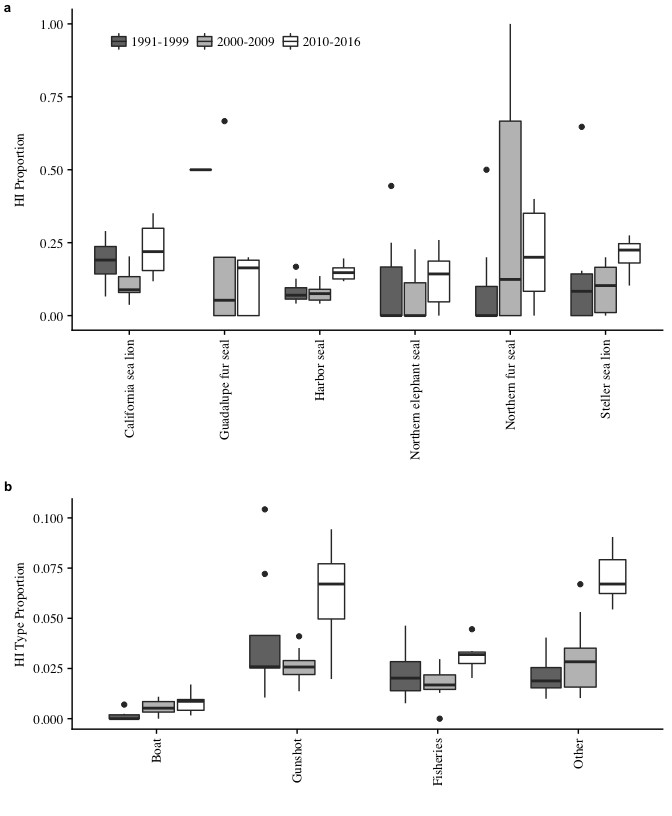 a
1.00
1991-1999 2000-2009 2010-2016
0.75
0.50
0.25
0.00
HI Proportion
California sea lion
Guadalupe fur seal
Harbor seal
Northern elephant seal
Northern fur seal
Steller sea lion
b
0.100
0.075
0.050
0.025
0.000
HI Type Proportion
Boat
Gunshot
Fisheries
Other